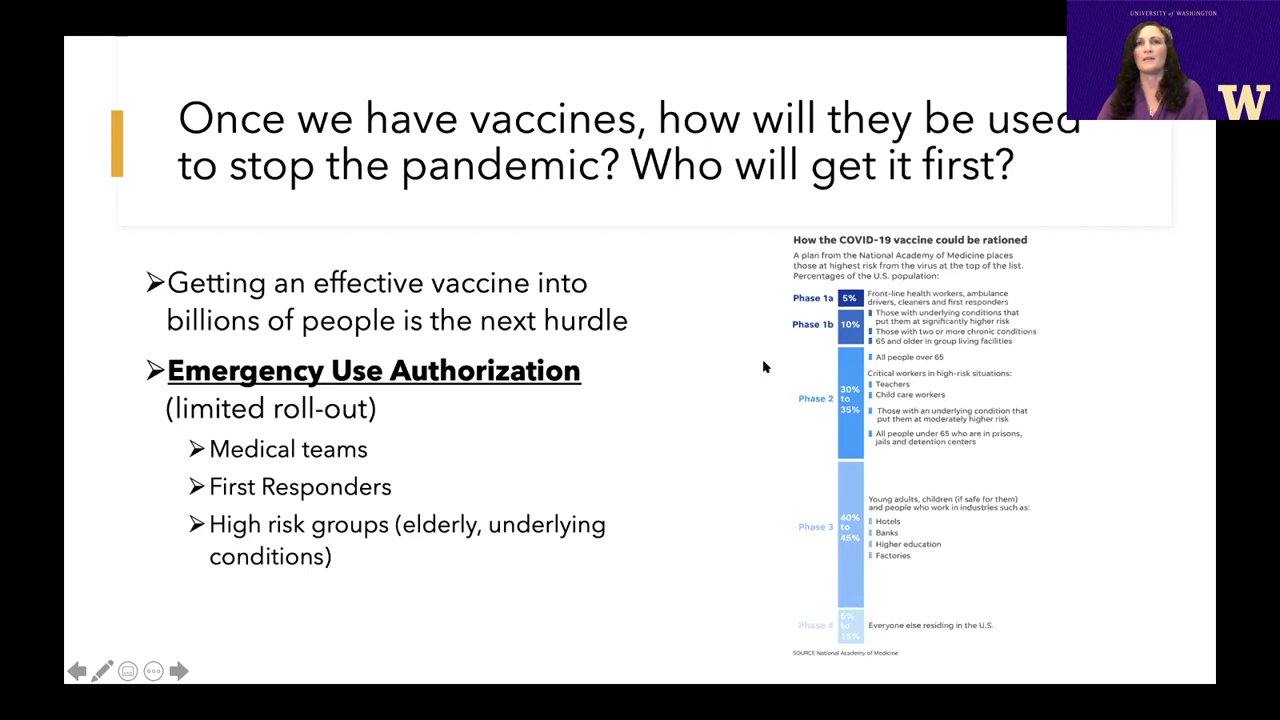 UNIVERSITY of WASHINGTON
W
Once we have vaccines, how will they be used
to stop the pandemic? Who will get it first?
➢Getting an effective vaccine into
billions of people is the next hurdle
➢Emergency Use Authorization
(limited roll-out)
➢Medical teams
➢First Responders
➢High risk groups (elderly, underlying
conditions)
How the COVID-19 vaccine could be rationed
A plan from the National Academy of Medicine places
those at highest risk from the virus at the top of the list.
Percentages of the U.S. population:
Phase 1a
5%
Front-line health workers, ambulance
drivers, cleaners and first responders
Phase 1b
10%
Those with underlying conditions that
put them at significantly higher risk
Those with two or more chronic conditions
65 and older in group living facilities
Phase 2
30%
to
35%
All people over 65
Critical workers in high-risk situations:
Teachers
Child care workers
Those with an underlying condition that
put them at moderately higher risk
All people under 65 who are in prisons,
jails and detention centers
Phase 3
40%
to
45%
Young adults, children (if safe for them)
and people who work in industries such as:
Hotels
Banks
Higher education
Factories
Phase 4
5%
to
15%
Everyone else residing in the U.S.
SOURCE National Academy of Medicine